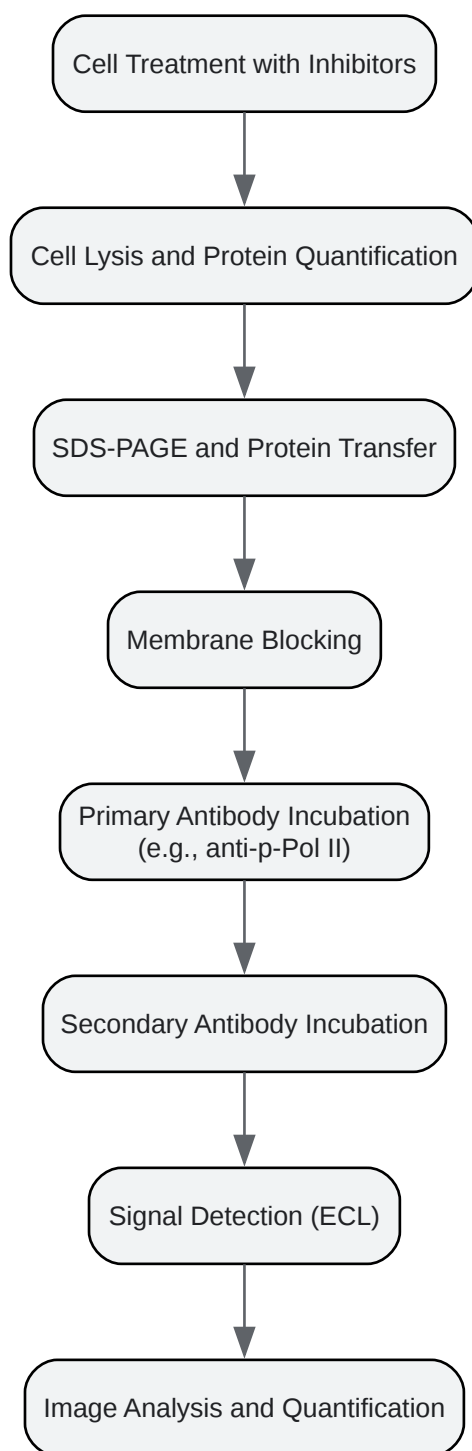 Cell Treatment with Inhibitors
Cell Lysis and Protein Quantification
SDS-PAGE and Protein Transfer
Membrane Blocking
Primary Antibody Incubation
(e.g., anti-p-Pol II)
Secondary Antibody Incubation
Signal Detection (ECL)
Image Analysis and Quantification